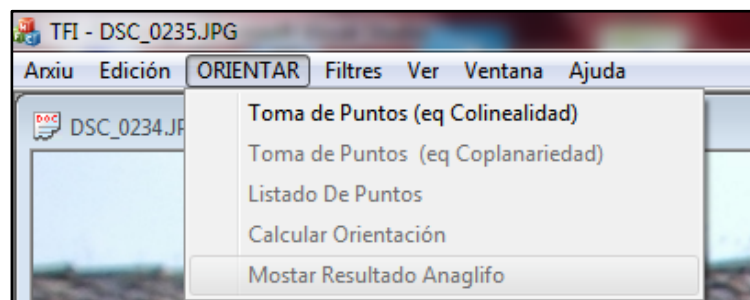 TFI - DSC_0235.JPG
Arxiu Edición ORIENTAR Filtres Ver Ventana Ajuda
DOC DSC_0234.JP
Toma de Puntos (eq Colinealidad)
Toma de Puntos (eq Coplanariedad)
Listado De Puntos
Calcular Orientación
Mostar Resultado Anaglifo